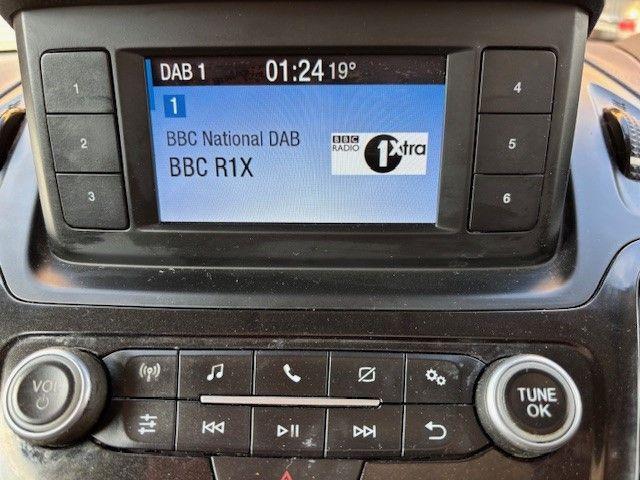 DAB 1 01:24 19°
1
BBC National DAB
BBC R1X
BBC
RADIO 1Xtra
1
2
3
4
5
6
VOL
TUNE
OK